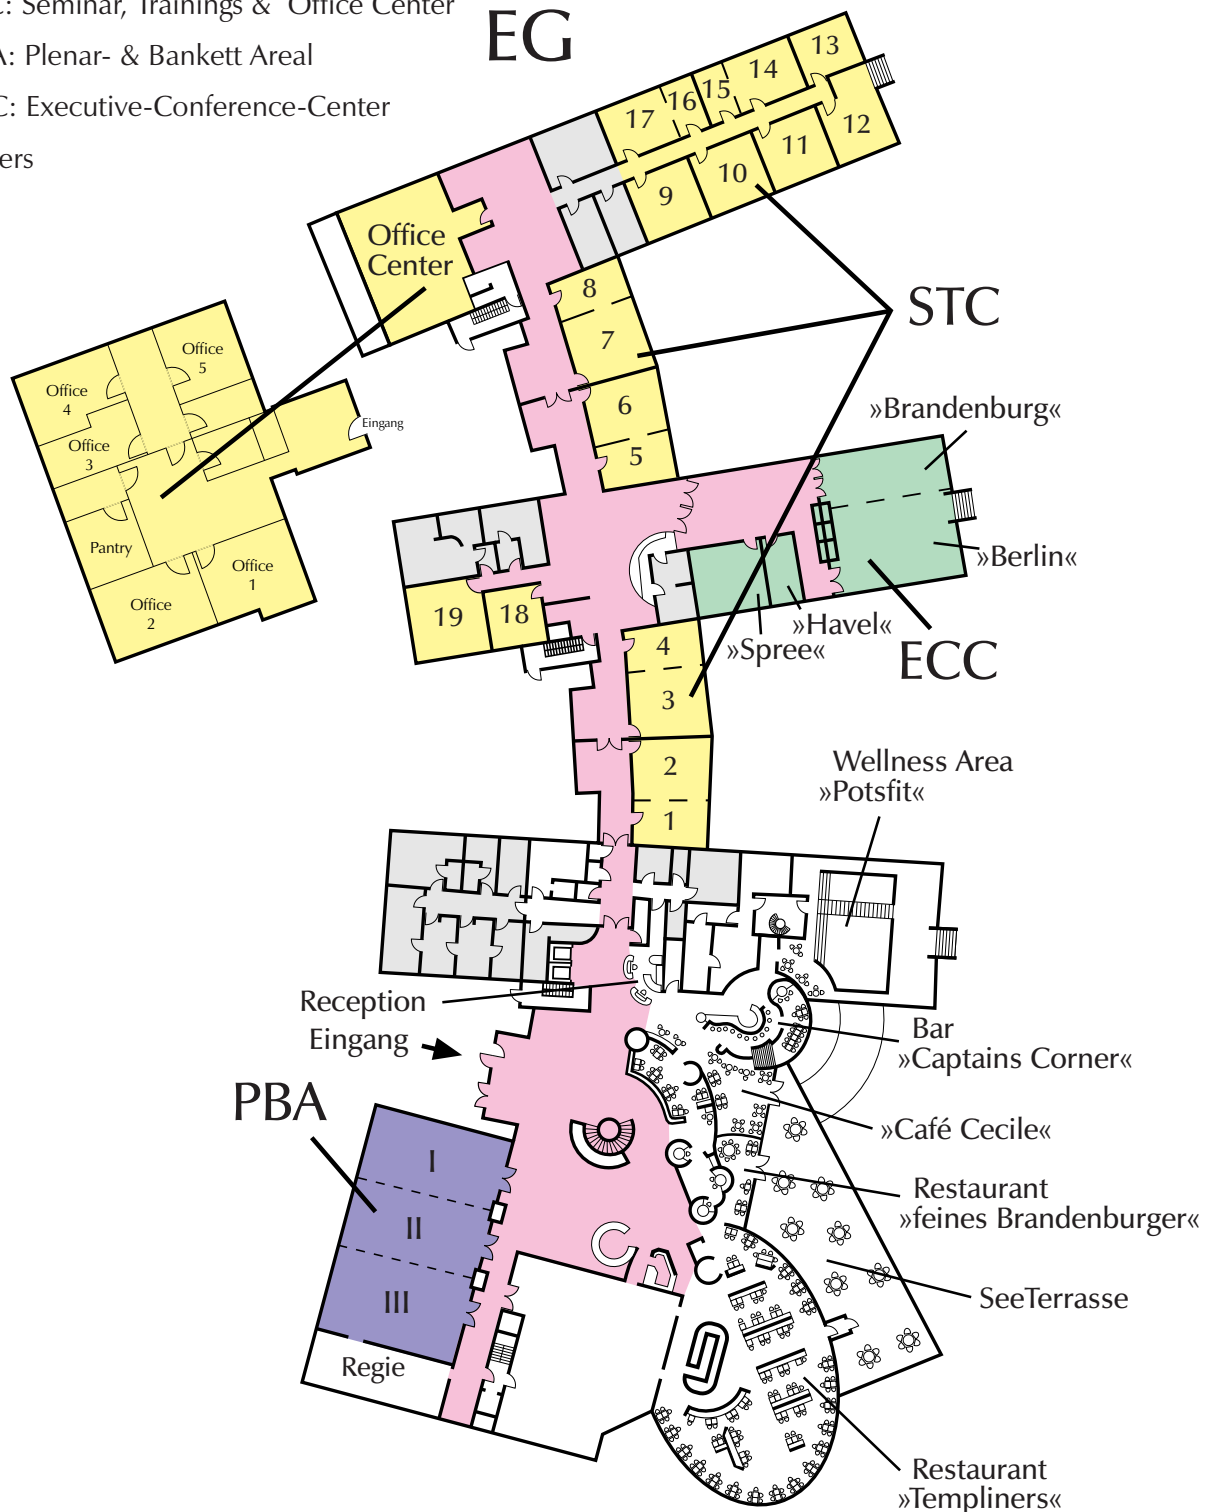 C: Seminar, Trainings & Office Center
A: Plenar- & Bankett Areal
C: Executive-Conference-Center
ers
EG
13
14
15
16
17
12
11
10
9
Office
Center
8
7
6
5
STC
Office
5
Office
4
Office
3
Eingang
Pantry
Office
1
Office
2
»Brandenburg«
»Berlin«
»Havel«
»Spree«
ECC
19
18
4
3
2
1
Wellness Area
»Potsfit«
Reception
Eingang
Bar
»Captains Corner«
PBA
»Café Cecile«
I
II
III
Regie
Restaurant
»feines Brandenburger«
SeeTerrasse
Restaurant
»Templiners«